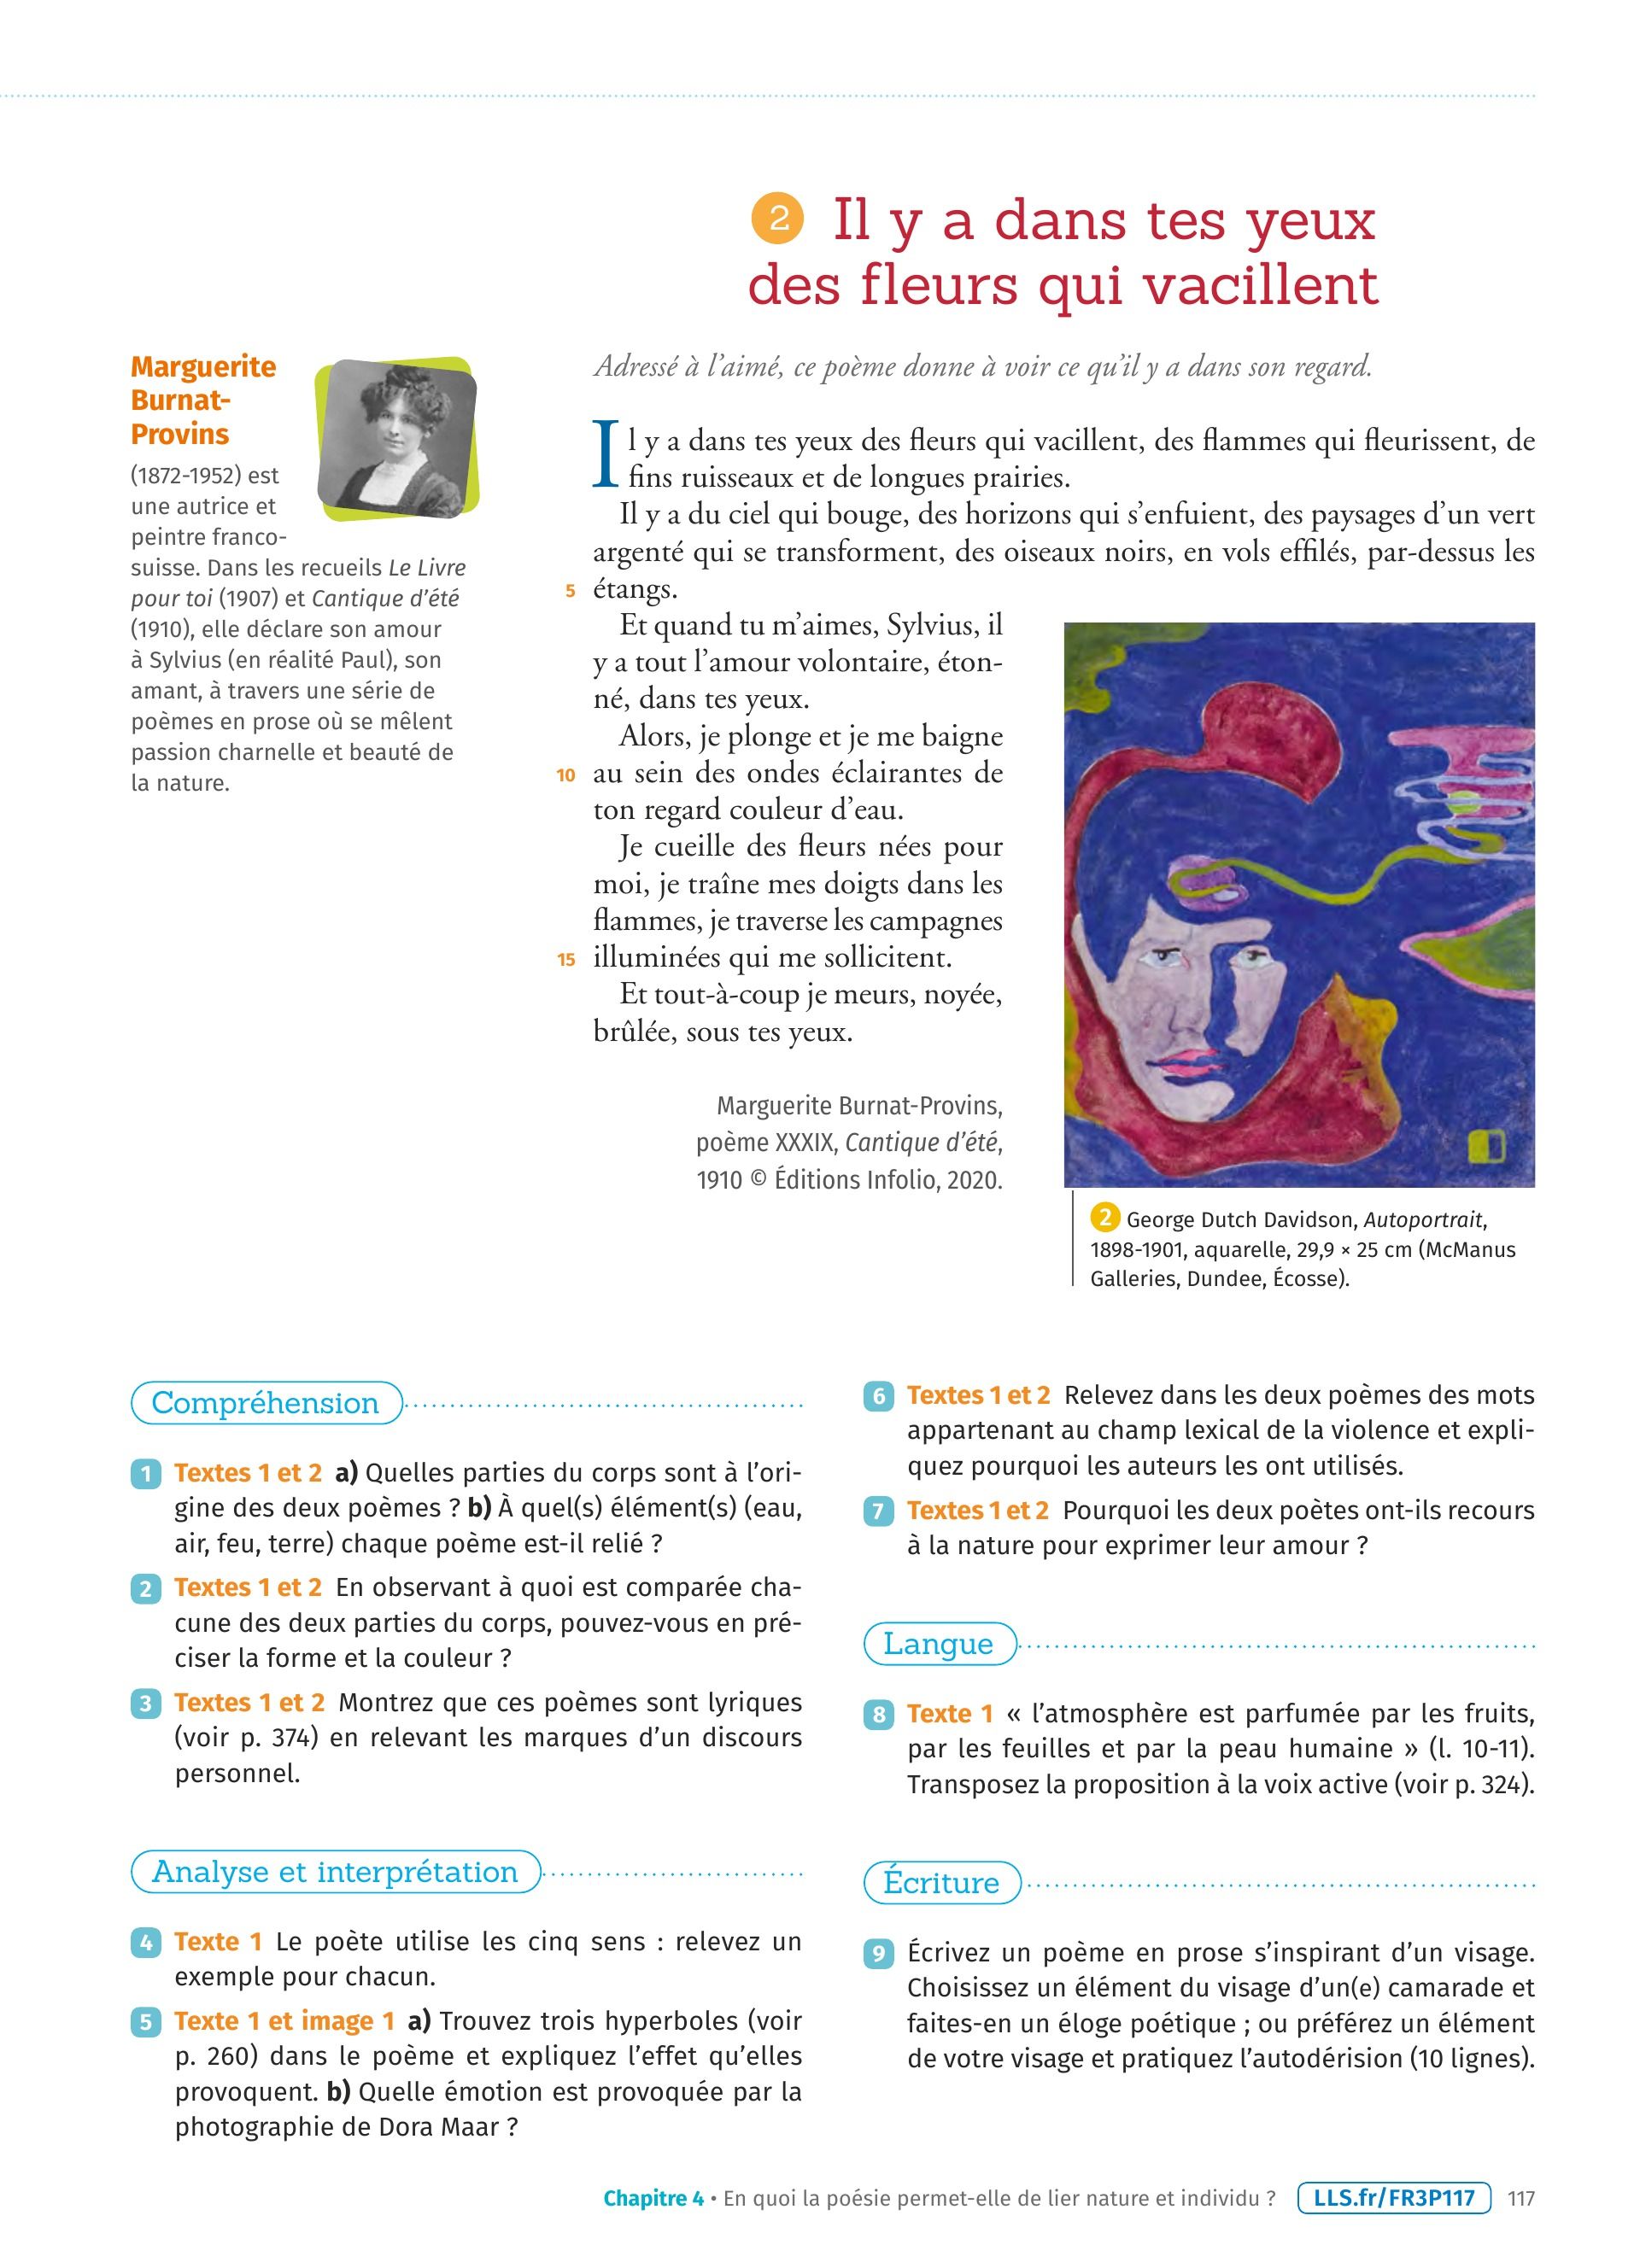 2 Il y a dans tes yeux
des fleurs qui vacillent
Marguerite
Burnat-
Provins
(1872-1952) est
une autrice et
peintre franco-
suisse. Dans les recueils Le Livre
pour toi (1907) et Cantique d’été
(1910), elle déclare son amour
à Sylvius (en réalité Paul), son
amant, à travers une série de
poèmes en prose où se mêlent
passion charnelle et beauté de
la nature.
Adressé à l’aimé, ce poème donne à voir ce qu’il y a dans son regard.
Il y a dans tes yeux des fleurs qui vacillent, des flammes qui fleurissent, de
fins ruisseaux et de longues prairies.
Il y a du ciel qui bouge, des horizons qui s’enfuient, des paysages d’un vert
argenté qui se transforment, des oiseaux noirs, en vols effilés, par-dessus les
5 étangs.
Et quand tu m’aimes, Sylvius, il
y a tout l’amour volontaire, éton-
né, dans tes yeux.
Alors, je plonge et je me baigne
10 au sein des ondes éclairantes de
ton regard couleur d’eau.
Je cueille des fleurs nées pour
moi, je traîne mes doigts dans les
flammes, je traverse les campagnes
15 illuminées qui me sollicitent.
Et tout-à-coup je meurs, noyée,
brûlée, sous tes yeux.
Marguerite Burnat-Provins,
poème XXXIX, Cantique d’été,
1910 © Éditions Infolio, 2020.
2 George Dutch Davidson, Autoportrait,
1898-1901, aquarelle, 29,9 × 25 cm (McManus
Galleries, Dundee, Écosse).
Compréhension
1 Textes 1 et 2 a) Quelles parties du corps sont à l’ori-
gine des deux poèmes ? b) À quel(s) élément(s) (eau,
air, feu, terre) chaque poème est-il relié ?
2 Textes 1 et 2 En observant à quoi est comparée cha-
cune des deux parties du corps, pouvez-vous en pré-
ciser la forme et la couleur ?
3 Textes 1 et 2 Montrez que ces poèmes sont lyriques
(voir p. 374) en relevant les marques d’un discours
personnel.
Analyse et interprétation
4 Texte 1 Le poète utilise les cinq sens : relevez un
exemple pour chacun.
5 Texte 1 et image 1 a) Trouvez trois hyperboles (voir
p. 260) dans le poème et expliquez l’effet qu’elles
provoquent. b) Quelle émotion est provoquée par la
photographie de Dora Maar ?
6 Textes 1 et 2 Relevez dans les deux poèmes des mots
appartenant au champ lexical de la violence et expli-
quez pourquoi les auteurs les ont utilisés.
7 Textes 1 et 2 Pourquoi les deux poètes ont-ils recours
à la nature pour exprimer leur amour ?
Langue
8 Texte 1 « l’atmosphère est parfumée par les fruits,
par les feuilles et par la peau humaine » (l. 10-11).
Transposez la proposition à la voix active (voir p. 324).
Écriture
9 Écrivez un poème en prose s’inspirant d’un visage.
Choisissez un élément du visage d’un(e) camarade et
faites-en un éloge poétique ; ou préférez un élément
de votre visage et pratiquez l’autodérision (10 lignes).
Chapitre 4 • En quoi la poésie permet-elle de lier nature et individu ? LLS.fr/FR3P117 117